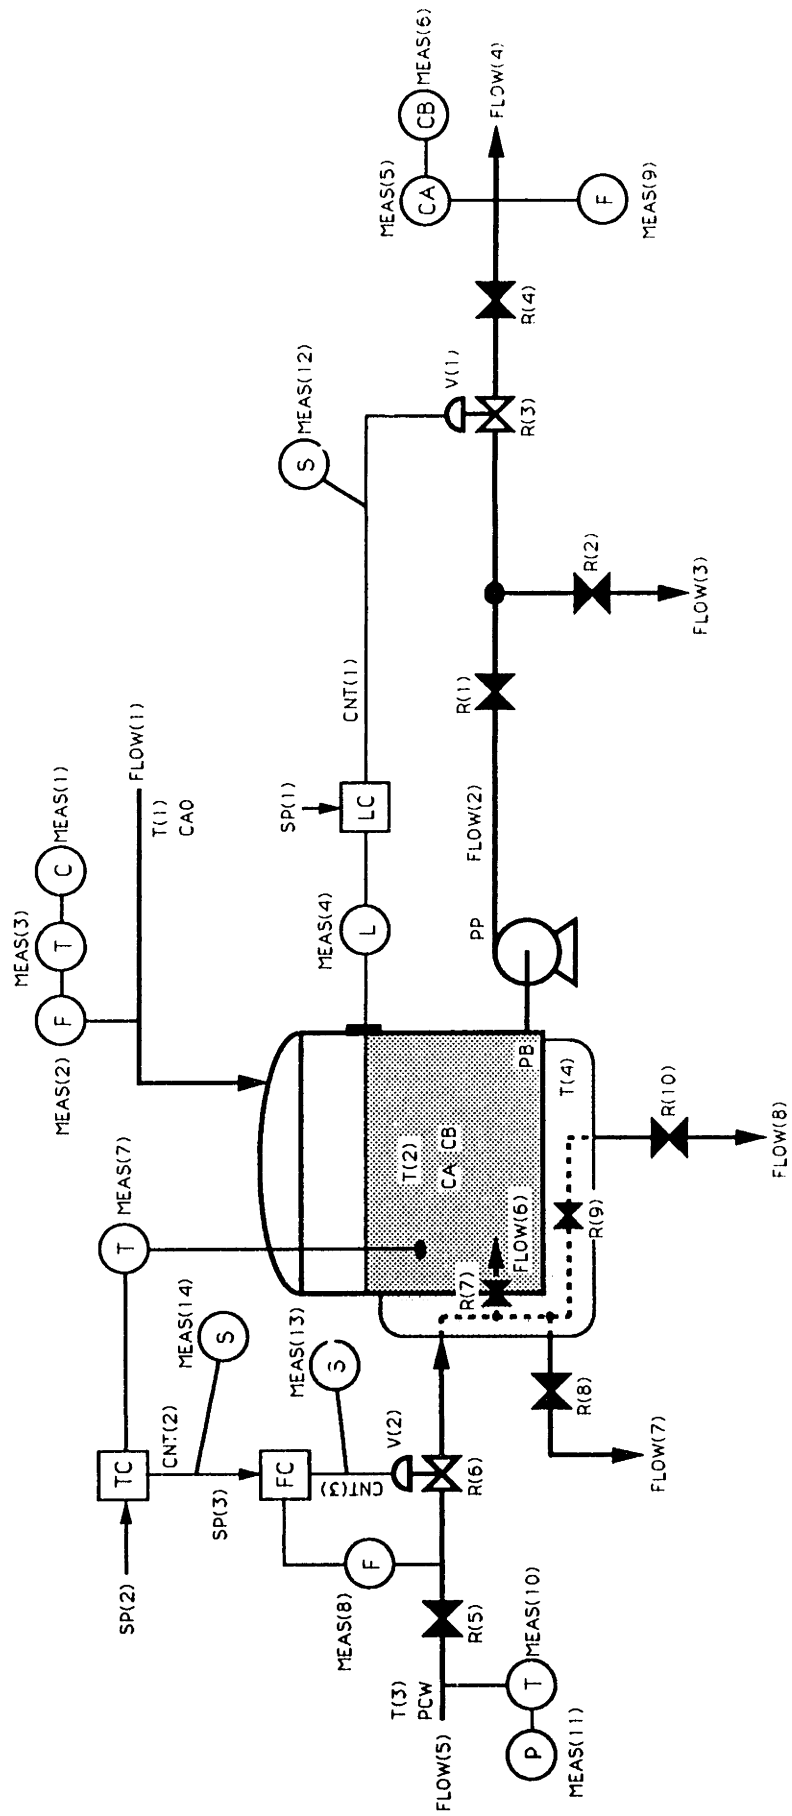 SP(2)
TC
CNT(2)
SP(3)
MEAS(14)
S
T
MEAS(7)
FC
CNT(3)
MEAS(13)
S
V(2)
R(6)
MEAS(8)
F
R(5)
T(3)
PCW
FLOW(5)
T
MEAS(10)
P
MEAS(11)
R(8)
FLOW(7)
R(7)
FLOW(6)
R(9)
R(10)
FLOW(8)
T(4)
T(2)
CA CB
PB
MEAS(2)
F
MEAS(3)
T
C
MEAS(1)
FLOW(1)
T(1)
CA0
MEAS(4)
L
SP(1)
LC
CNT(1)
S
MEAS(12)
PP
FLOW(2)
R(1)
R(2)
FLOW(3)
V(1)
R(3)
R(4)
MEAS(5)
CA
CB
MEAS(6)
FLOW(4)
F
MEAS(9)